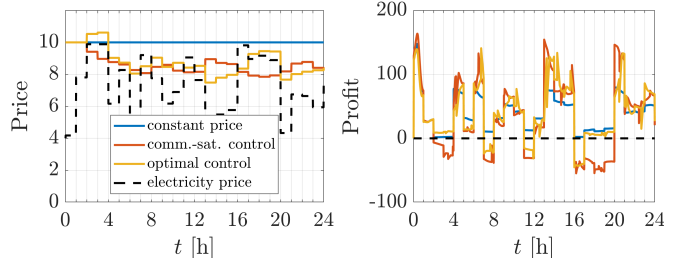 Price
12
10
8
6
4
2
0
constant price
comm.-sat. control
optimal control
electricity price
0 4 8 12 16 20 24
t [h]
Profit
200
100
0
-100
0 4 8 12 16 20 24
t [h]